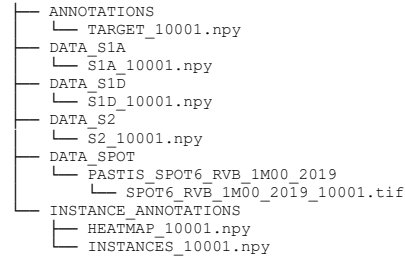 ├── ANNOTATIONS
│   └── TARGET_10001.npy
├── DATA_S1A
│   └── S1A_10001.npy
├── DATA_S1D
│   └── S1D_10001.npy
├── DATA_S2
│   └── S2_10001.npy
├── DATA_SPOT
│   └── PASTIS_SPOT6_RVB_1M00_2019
│       └── SPOT6_RVB_1M00_2019_10001.tif
└── INSTANCE_ANNOTATIONS
    ├── HEATMAP_10001.npy
    └── INSTANCES_10001.npy